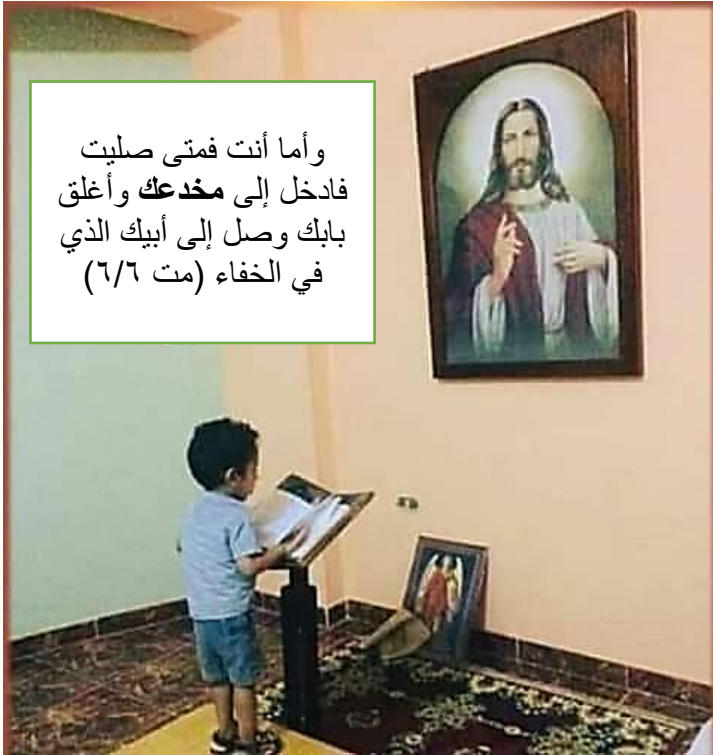 وأما أنت فمتى صليت
فادخل إلى مخدعك وأغلق
بابك وصل إلى أبيك الذي
في الخفاء (مت ٦/٦)